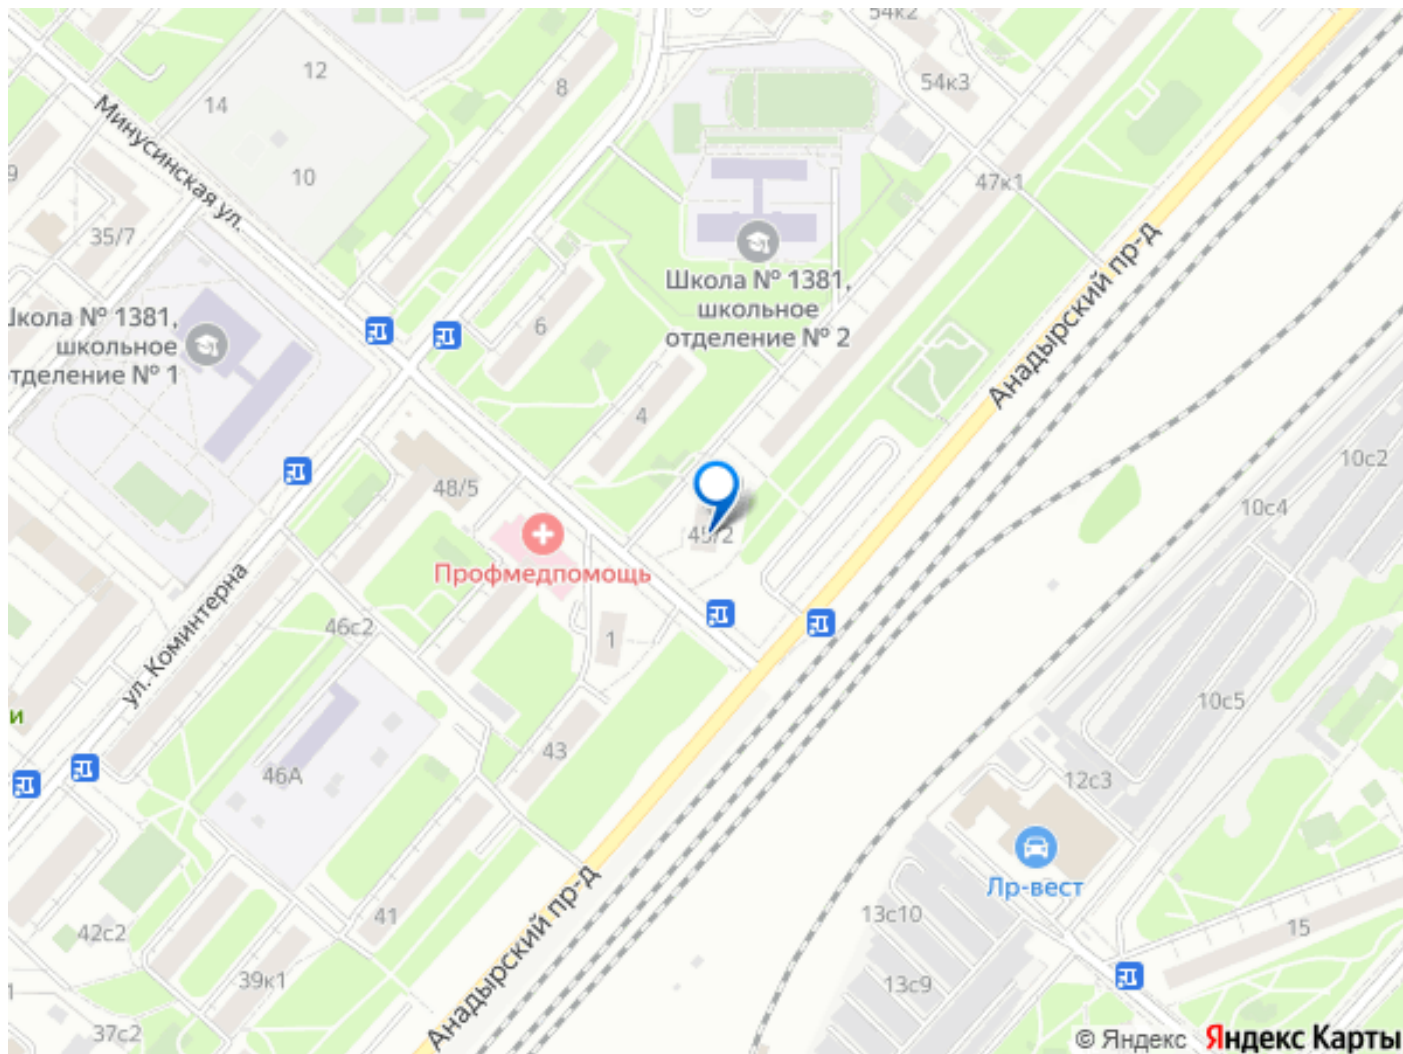 54к2
12
8
54к3
14
Минусинская ул.
9
10
47к1
35/7
Анадырский пр-д
Школа № 1381,
школьное
отделение № 2
Школа № 1381,
школьное
отделение № 1
6
4
10с2
48/5
10с4
45/2
Профмедпомощь
ул. Коминтерна
46с2
1
10с5
и
43
46А
12с3
Лр-вест
Анадырский пр-д
41
13с10
15
42с2
39к1
13с9
1
37с2
© Яндекс Яндекс Карты